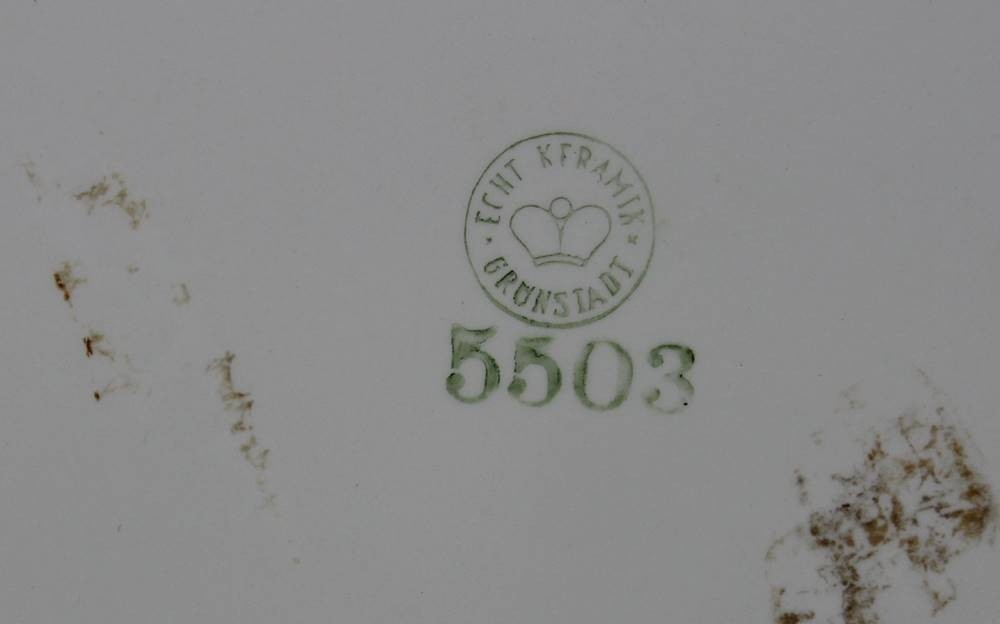 ECHT KERAMIK
GRÜNSTADT
5503